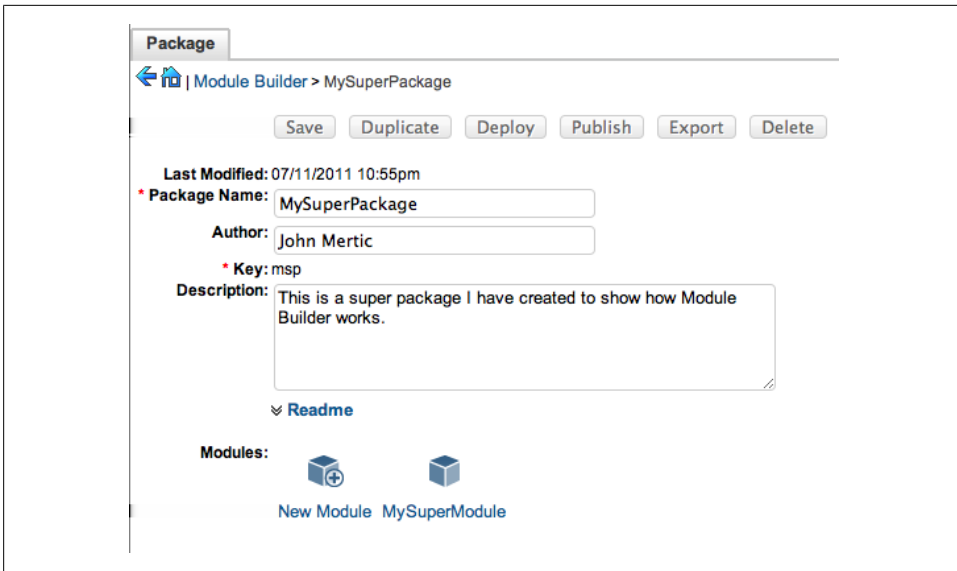 Package
| Module Builder > MySuperPackage
Save Duplicate Deploy Publish Export Delete
Last Modified: 07/11/2011 10:55pm
* Package Name: MySuperPackage
Author: John Mertic
* Key: msp
Description: This is a super package I have created to show how Module
Builder works.
Readme
Modules:
New Module MySuperModule